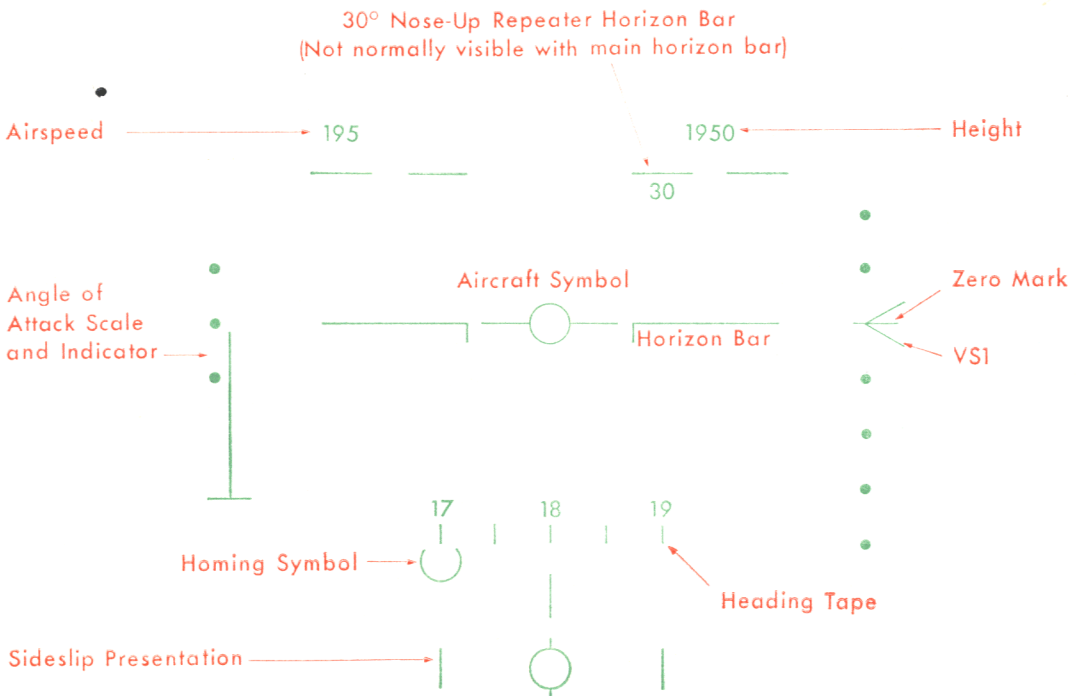 30° Nose-Up Repeater Horizon Bar
(Not normally visible with main horizon bar)
Airspeed
195
1950
Height
30
Aircraft Symbol
Zero Mark
Angle of
Attack Scale
and Indicator
Horizon Bar
VS1
17
18
19
Homing Symbol
Heading Tape
Sideslip Presentation